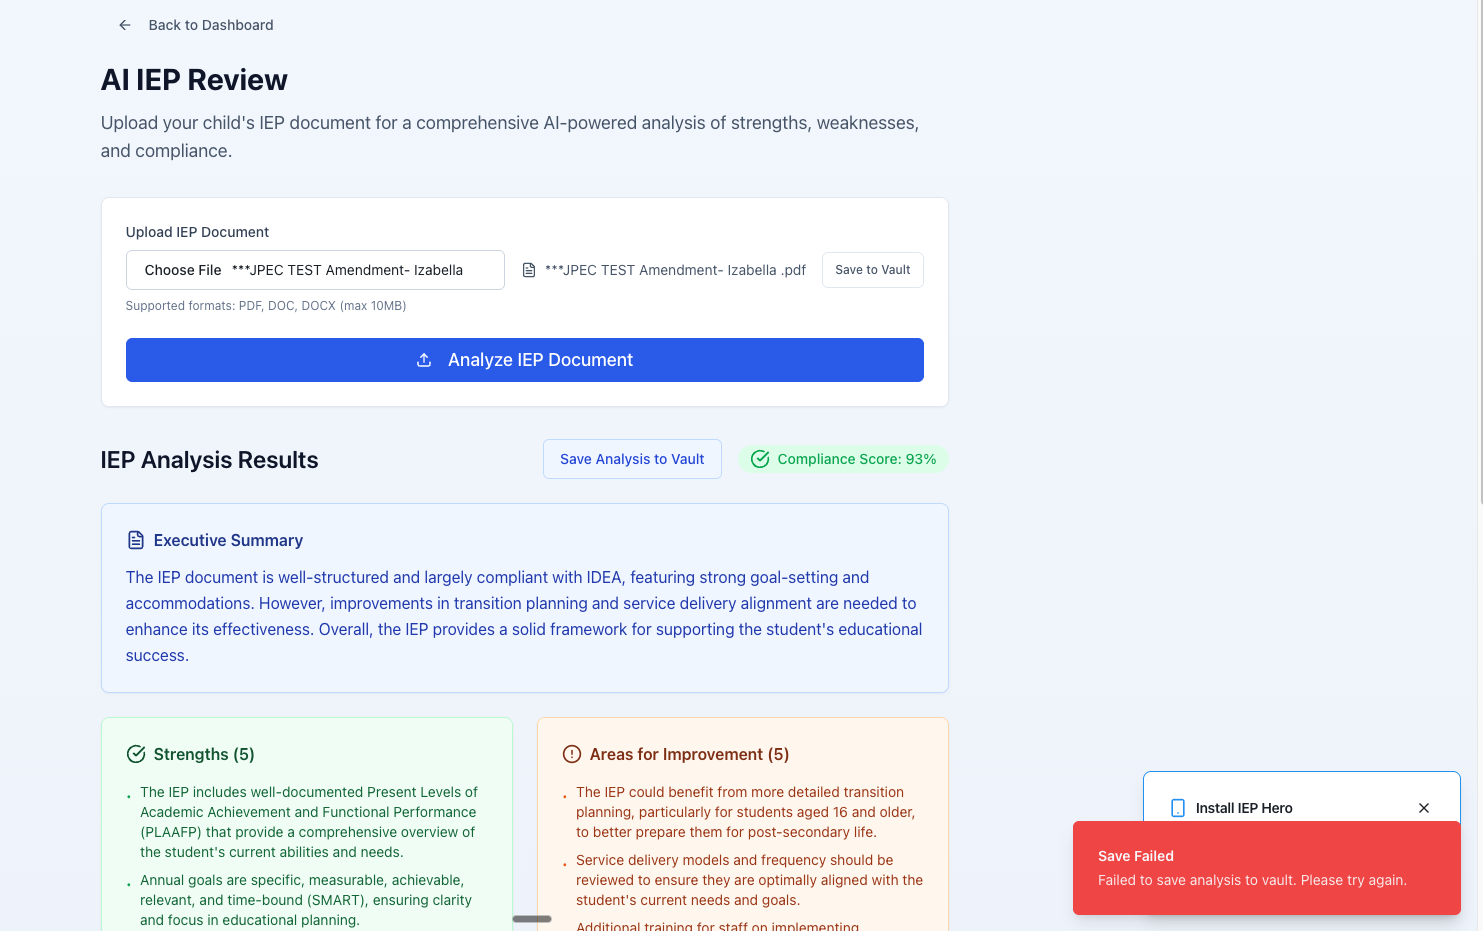 Back to Dashboard
AI IEP Review
Upload your child's IEP document for a comprehensive AI-powered analysis of strengths, weaknesses,
and compliance.
Upload IEP Document
Choose File ***JPEC TEST Amendment- Izabella
***JPEC TEST Amendment- Izabella .pdf
Save to Vault
Supported formats: PDF, DOC, DOCX (max 10MB)
Analyze IEP Document
IEP Analysis Results
Save Analysis to Vault
Compliance Score: 93%
Executive Summary
The IEP document is well-structured and largely compliant with IDEA, featuring strong goal-setting and
accommodations. However, improvements in transition planning and service delivery alignment are needed to
enhance its effectiveness. Overall, the IEP provides a solid framework for supporting the student's educational
success.
Strengths (5)
• The IEP includes well-documented Present Levels of
Academic Achievement and Functional Performance
(PLAAFP) that provide a comprehensive overview of
the student's current abilities and needs.
• Annual goals are specific, measurable, achievable,
relevant, and time-bound (SMART), ensuring clarity
and focus in educational planning.
Areas for Improvement (5)
• The IEP could benefit from more detailed transition
planning, particularly for students aged 16 and older,
to better prepare them for post-secondary life.
• Service delivery models and frequency should be
reviewed to ensure they are optimally aligned with the
student's current needs and goals.
Additional training for staff on implementing
Install IEP Hero
Save Failed
Failed to save analysis to vault. Please try again.